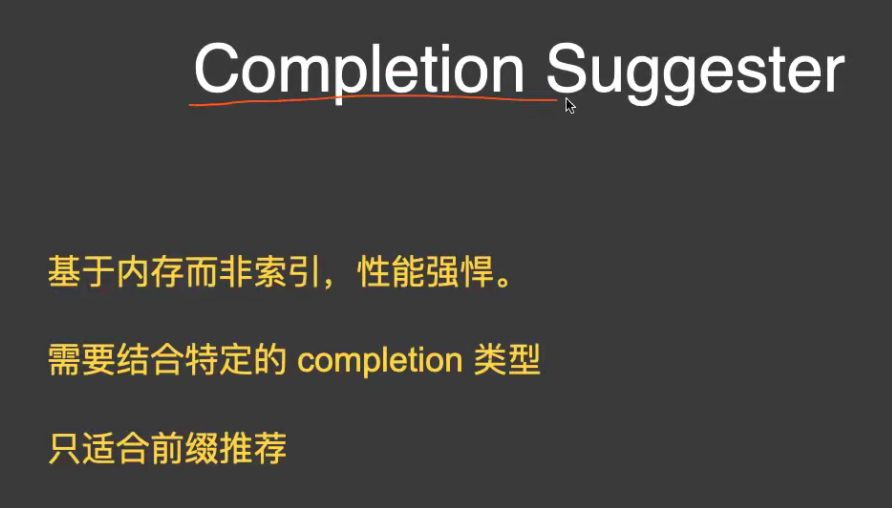 Completion Suggester
基于内存而非索引，性能强悍。
需要结合特定的 completion 类型
只适合前缀推荐